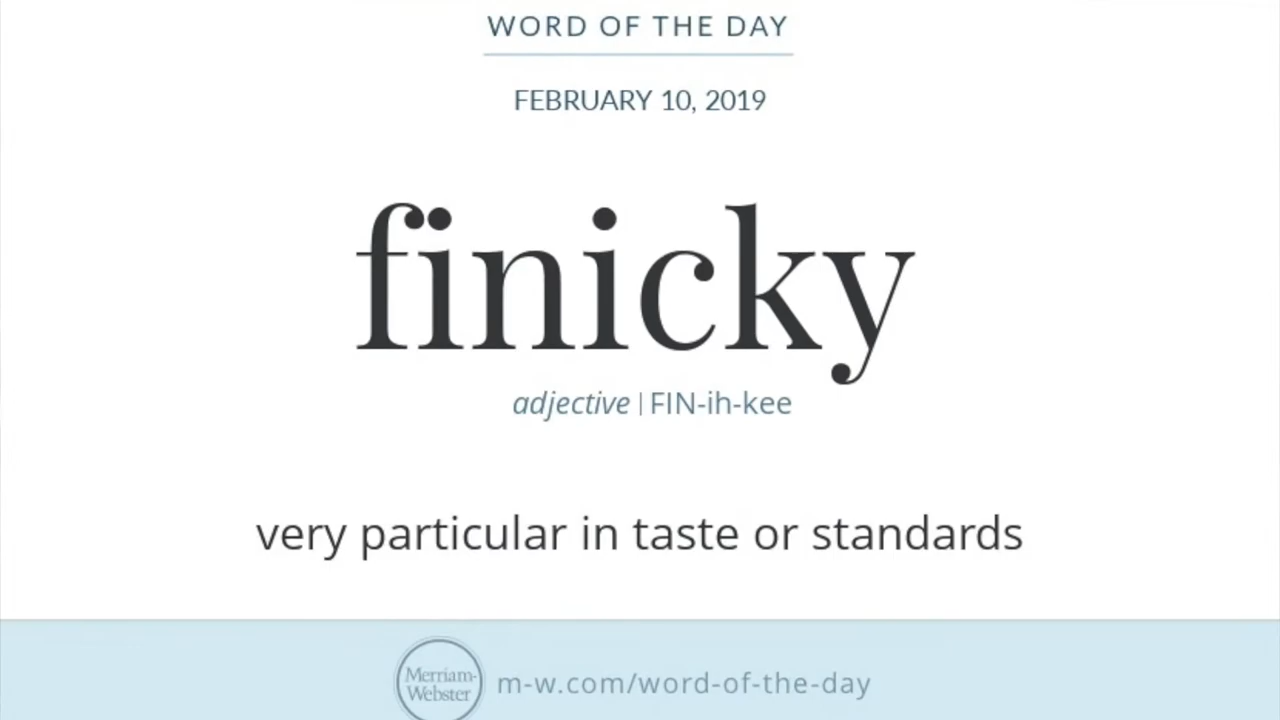 WORD OF THE DAY
FEBRUARY 10, 2019
finicky
adjective | FIN-ih-kee
very particular in taste or standards
Merriam-
Webster
m-w.com/word-of-the-day